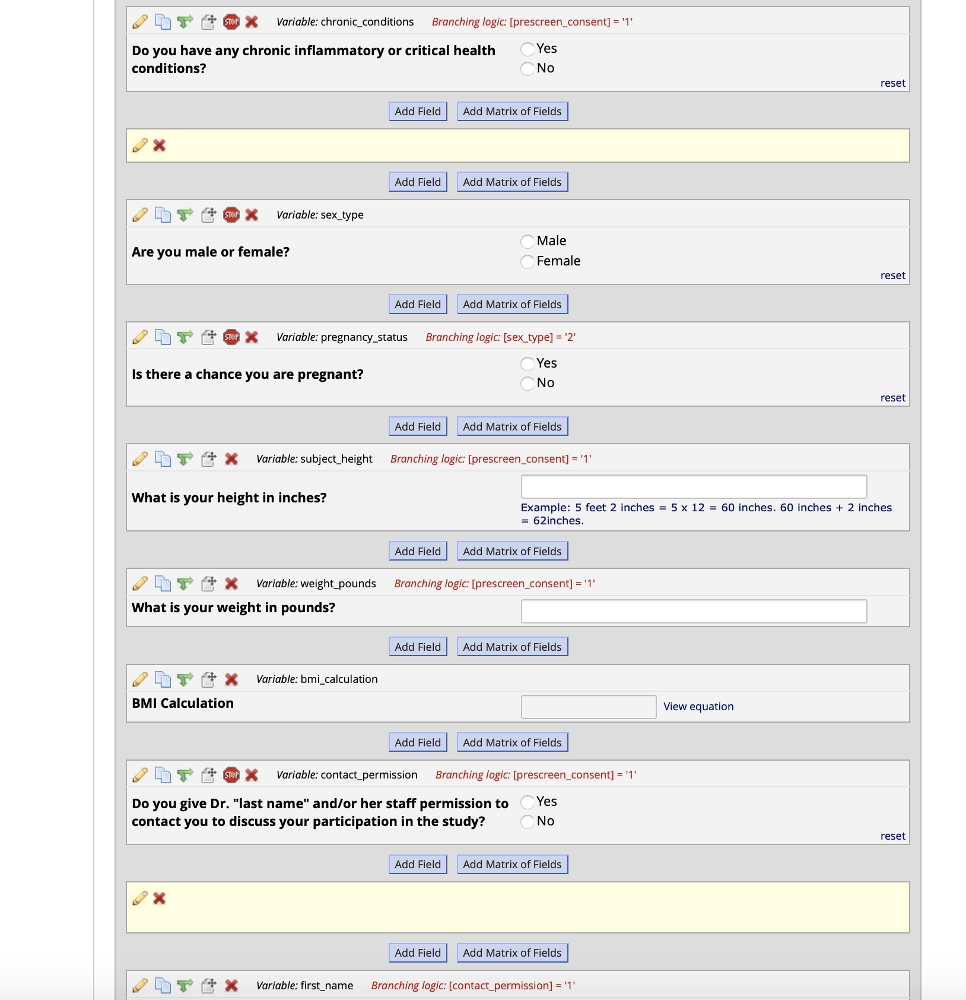 STOP Variable: chronic_conditions Branching logic: [prescreen_consent] = '1'
Do you have any chronic inflammatory or critical health
conditions?
Yes
No
reset
Add Field Add Matrix of Fields
Add Field Add Matrix of Fields
STOP Variable: sex_type
Are you male or female?
Male
Female
reset
Add Field Add Matrix of Fields
STOP Variable: pregnancy_status Branching logic: [sex_type] = '2'
Is there a chance you are pregnant?
Yes
No
reset
Add Field Add Matrix of Fields
Variable: subject_height Branching logic: [prescreen_consent] = '1'
What is your height in inches?
Example: 5 feet 2 inches = 5 x 12 = 60 inches. 60 inches + 2 inches
= 62inches.
Add Field Add Matrix of Fields
Variable: weight_pounds Branching logic: [prescreen_consent] = '1'
What is your weight in pounds?
Add Field Add Matrix of Fields
Variable: bmi_calculation
BMI Calculation
View equation
Add Field Add Matrix of Fields
STOP Variable: contact_permission Branching logic: [prescreen_consent] = '1'
Do you give Dr. "last name" and/or her staff permission to
contact you to discuss your participation in the study?
Yes
No
reset
Add Field Add Matrix of Fields
Add Field Add Matrix of Fields
Variable: first_name Branching logic: [contact_permission] = '1'